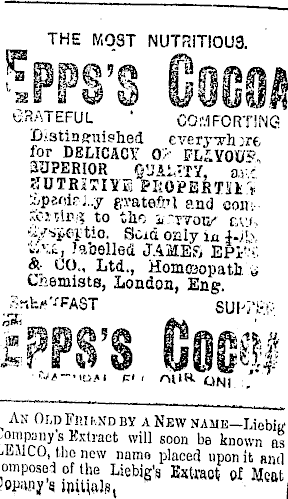 THE MOST NUTRITIOUS.
EPPS'S COCOA
GRATEFUL COMFORTING
Distinguished everywhere
for DELICACY OF FLAVOUR,
SUPERIOR QUALITY, and
NUTRITIVE PROPERTIES
Specially grateful and com-
forting to the nervous and
dyspeptic. Sold only in ¼-lb.
tins, labelled JAMES EPPS
& CO., Ltd., Homœopathic
Chemists, London, Eng.
BREAKFAST SUPPER
EPPS'S COCOA
AN OLD FRIEND BY A NEW NAME—Liebig
Company's Extract will soon be known as
LEMCO, the new name placed upon it and
composed of the Liebig's Extract of Meat
Copany's initials,